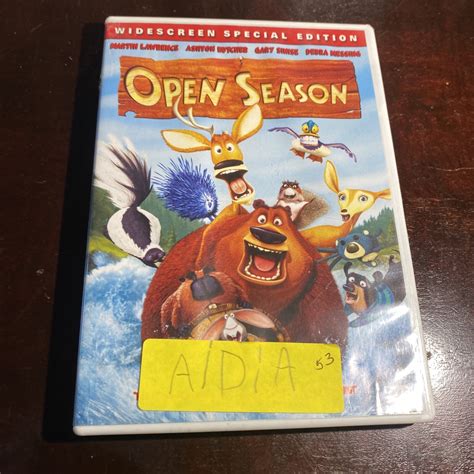 WIDESCREEN SPECIAL EDITION
MARTIN LAWRENCE ASHTON KUTCHER GARY SINISE DEBRA MESSING
OPEN SEASON
AIDIA 53